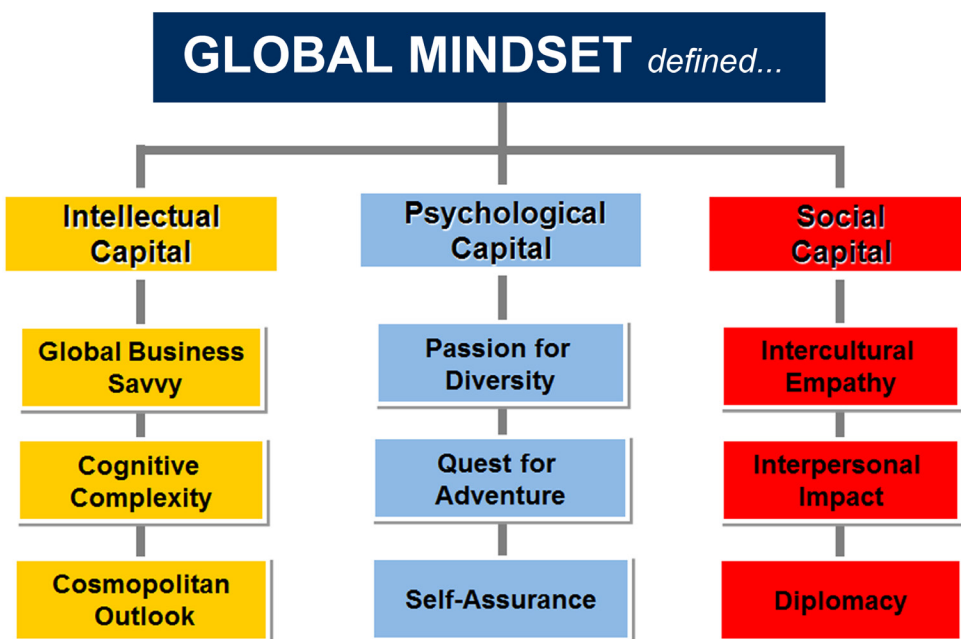 GLOBAL MINDSET defined...
Intellectual
Capital
Psychological
Capital
Social
Capital
Global Business
Savvy
Passion for
Diversity
Intercultural
Empathy
Cognitive
Complexity
Quest for
Adventure
Interpersonal
Impact
Cosmopolitan
Outlook
Self-Assurance
Diplomacy